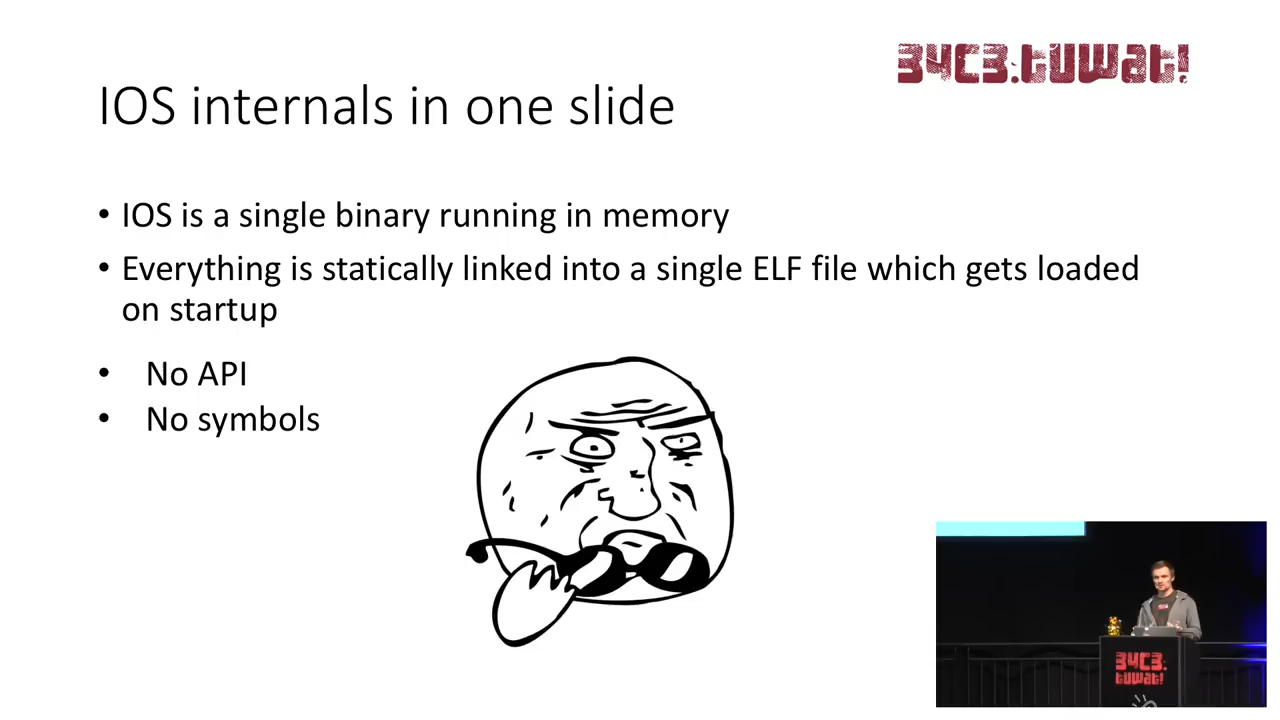 34C3.tuwat!
IOS internals in one slide
• IOS is a single binary running in memory
• Everything is statically linked into a single ELF file which gets loaded
on startup
• No API
• No symbols
34C3.
tuwat!